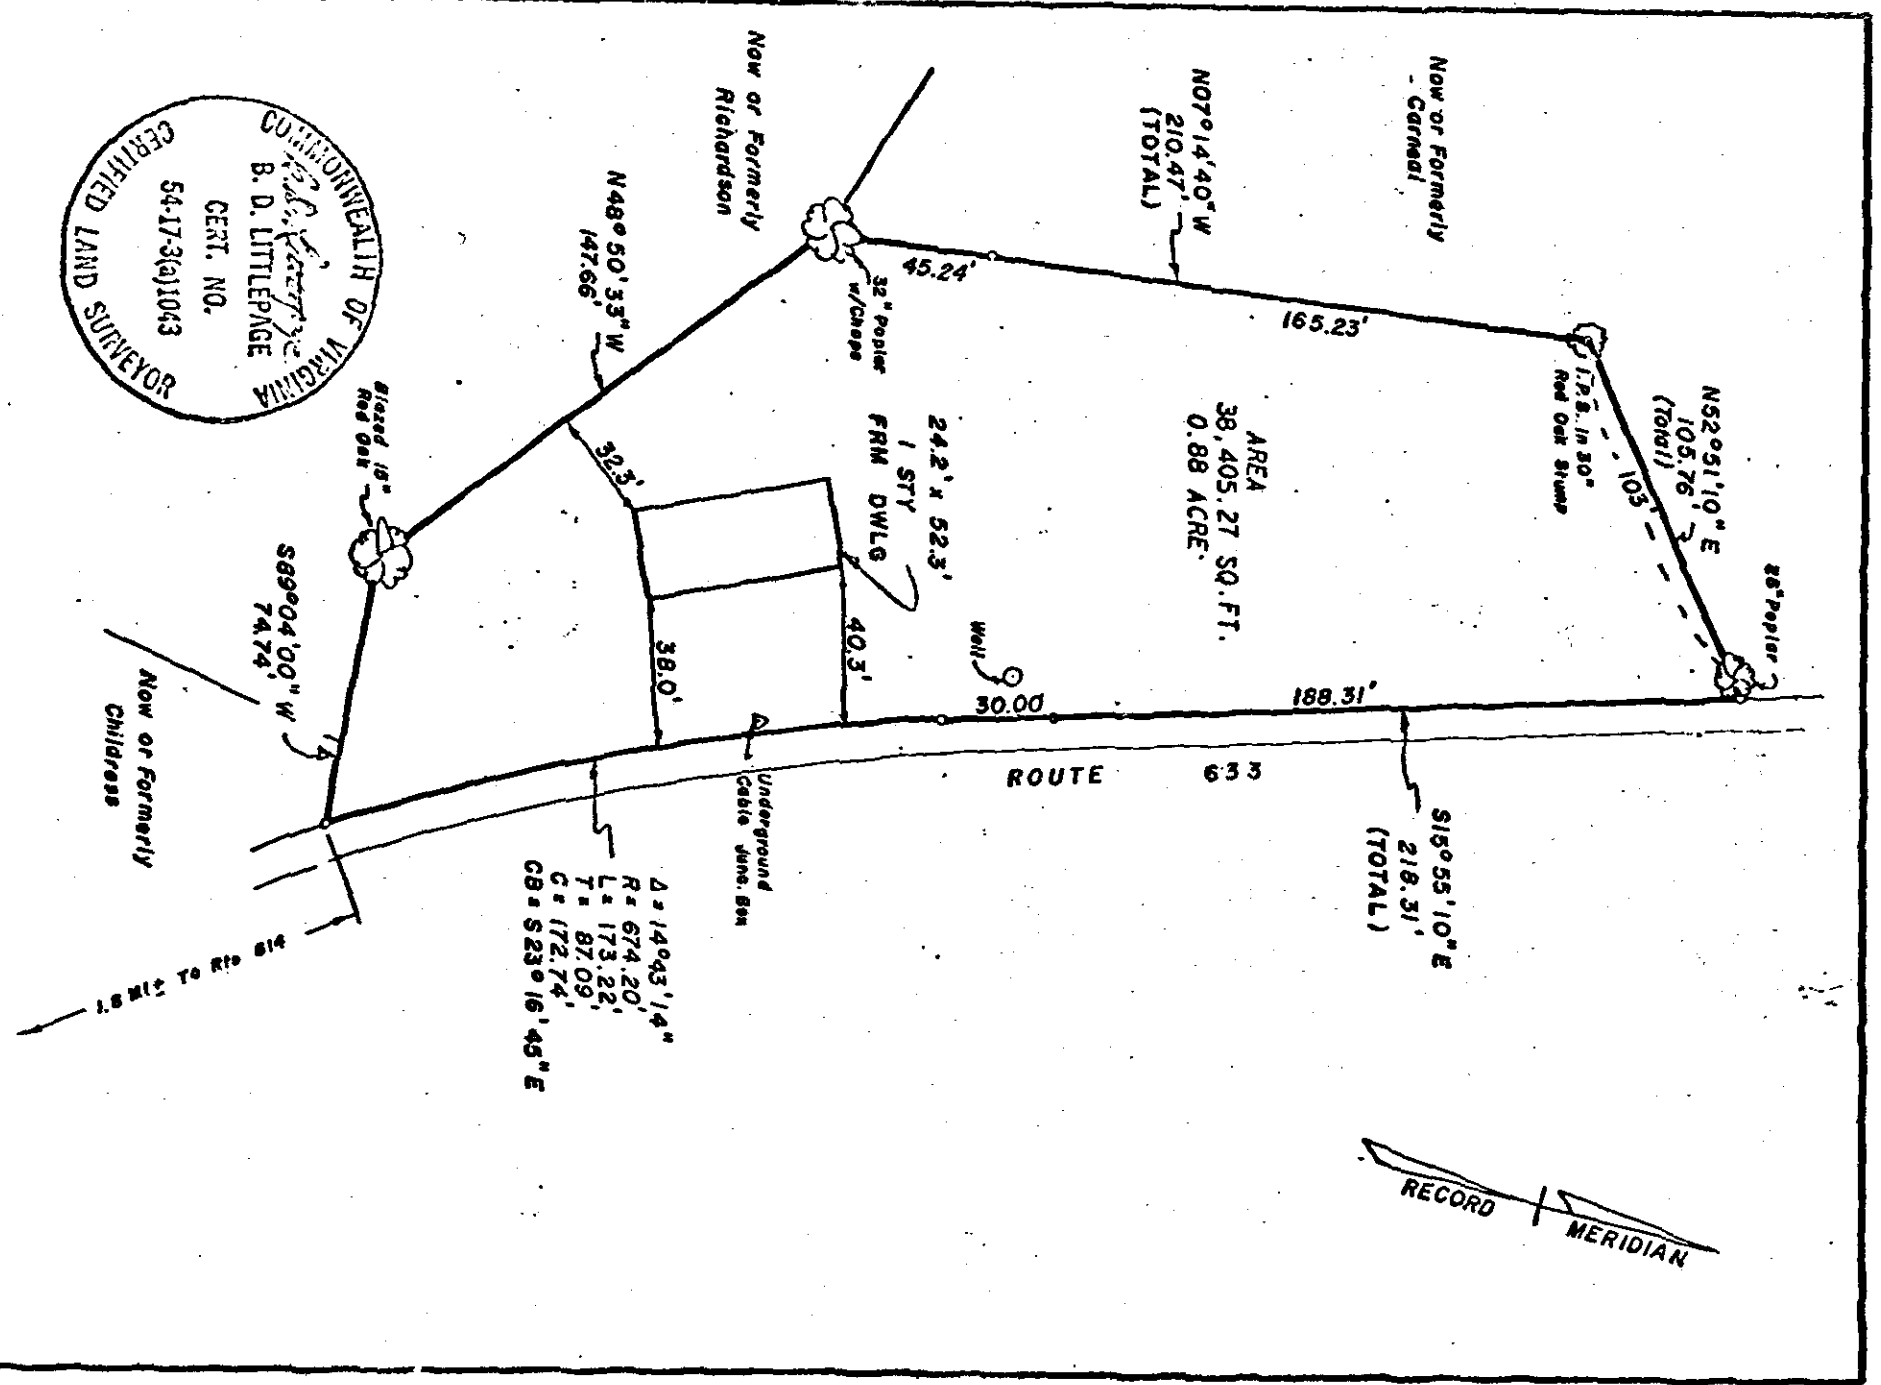 Now or Formerly
- Carneal
N07°14'40"W
210.47'
(TOTAL)
Now or Formerly
Richardson
N48°50'33"W
147.66'
45.24'
165.23'
32" Poplar
w/Chops
I.P.S. in 30"
Red Oak Stump
N52°51'10"E
105.76'
(Total)
103'
26" Poplar
AREA
38,405.27 SQ.FT.
0.88 ACRE
24.2' x 52.3'
1 STY
FRM DWLG
32.3'
40.3'
38.0'
Well
30.00
188.31'
Blazed 15"
Red Oak
S89°04'00"W
74.74'
Now or Formerly
Childress
Underground
Cable Junc. Box
ROUTE 633
S15°55'10"E
218.31'
(TOTAL)
Δ = 14°43'14"
R = 674.20'
L = 173.22'
T = 87.09'
C = 172.74'
CB = S23°16'45"E
1.8 Mi± To Rte 614
RECORD MERIDIAN
COMMONWEALTH OF VIRGINIA
B. D. LITTLEPAGE
CERT. NO.
54-17-3(a)1043
CERTIFIED LAND SURVEYOR